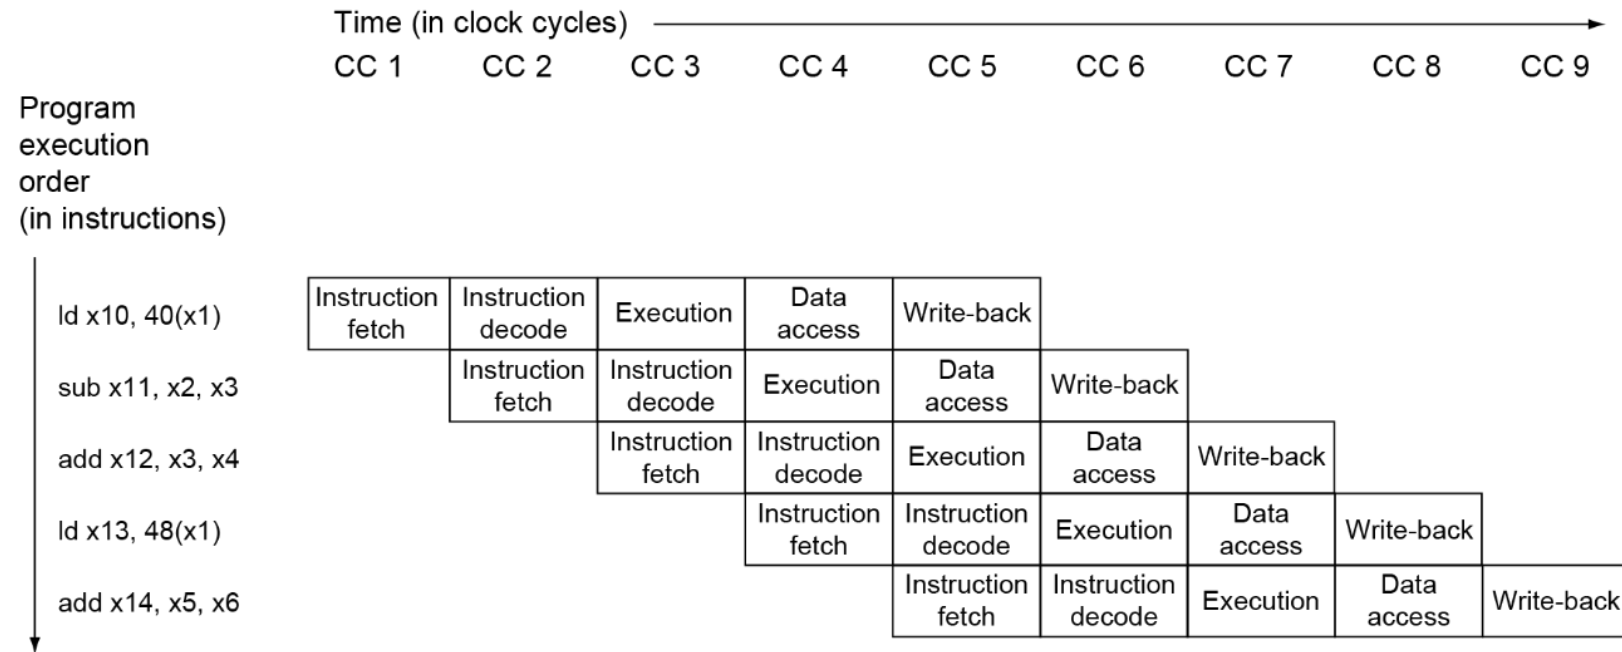 Time (in clock cycles)
CC 1 CC 2 CC 3 CC 4 CC 5 CC 6 CC 7 CC 8 CC 9
Program
execution
order
(in instructions)
ld x10, 40(x1)
Instruction
fetch
Instruction
decode
Execution
Data
access
Write-back
sub x11, x2, x3
Instruction
fetch
Instruction
decode
Execution
Data
access
Write-back
add x12, x3, x4
Instruction
fetch
Instruction
decode
Execution
Data
access
Write-back
ld x13, 48(x1)
Instruction
fetch
Instruction
decode
Execution
Data
access
Write-back
add x14, x5, x6
Instruction
fetch
Instruction
decode
Execution
Data
access
Write-back